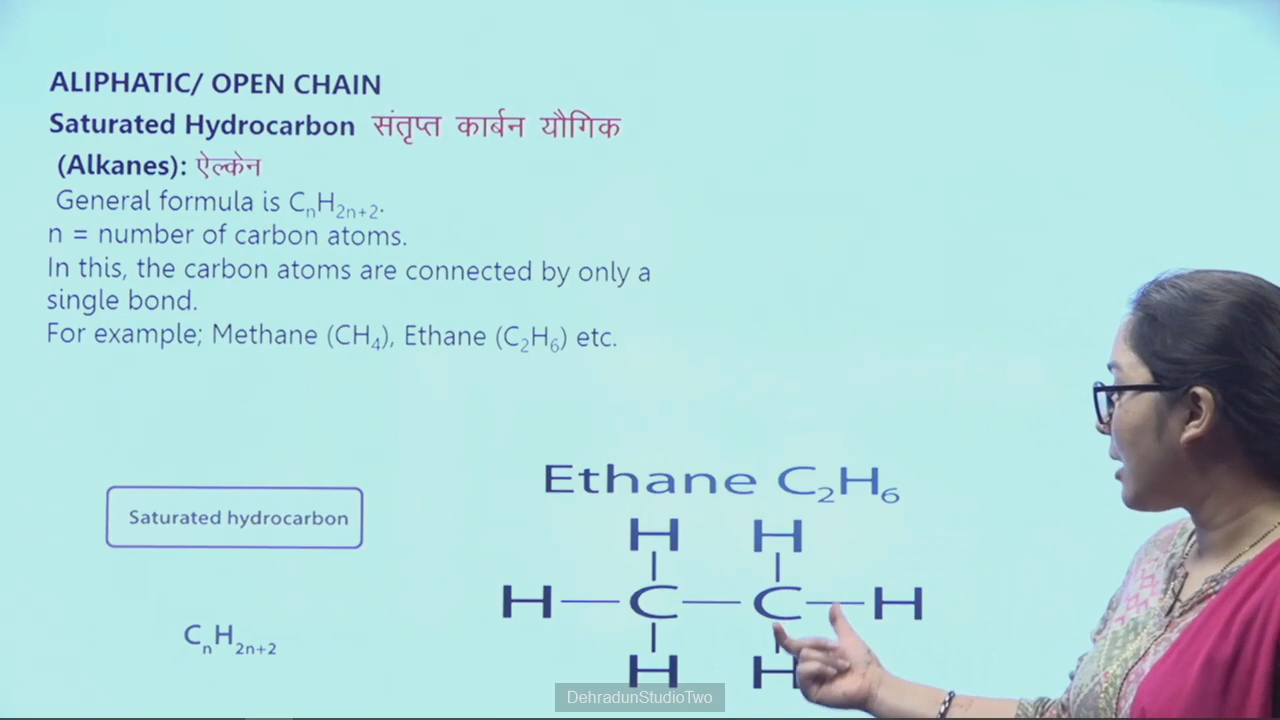 ALIPHATIC/ OPEN CHAIN
Saturated Hydrocarbon संतृप्त कार्बन यौगिक
(Alkanes): ऐल्केन
General formula is CₙH₂ₙ₊₂.
n = number of carbon atoms.
In this, the carbon atoms are connected by only a
single bond.
For example; Methane (CH₄), Ethane (C₂H₆) etc.
Saturated hydrocarbon
CₙH₂ₙ₊₂
Ethane C₂H₆
H H
H—C—C—H
H H
DehradunStudioTwo